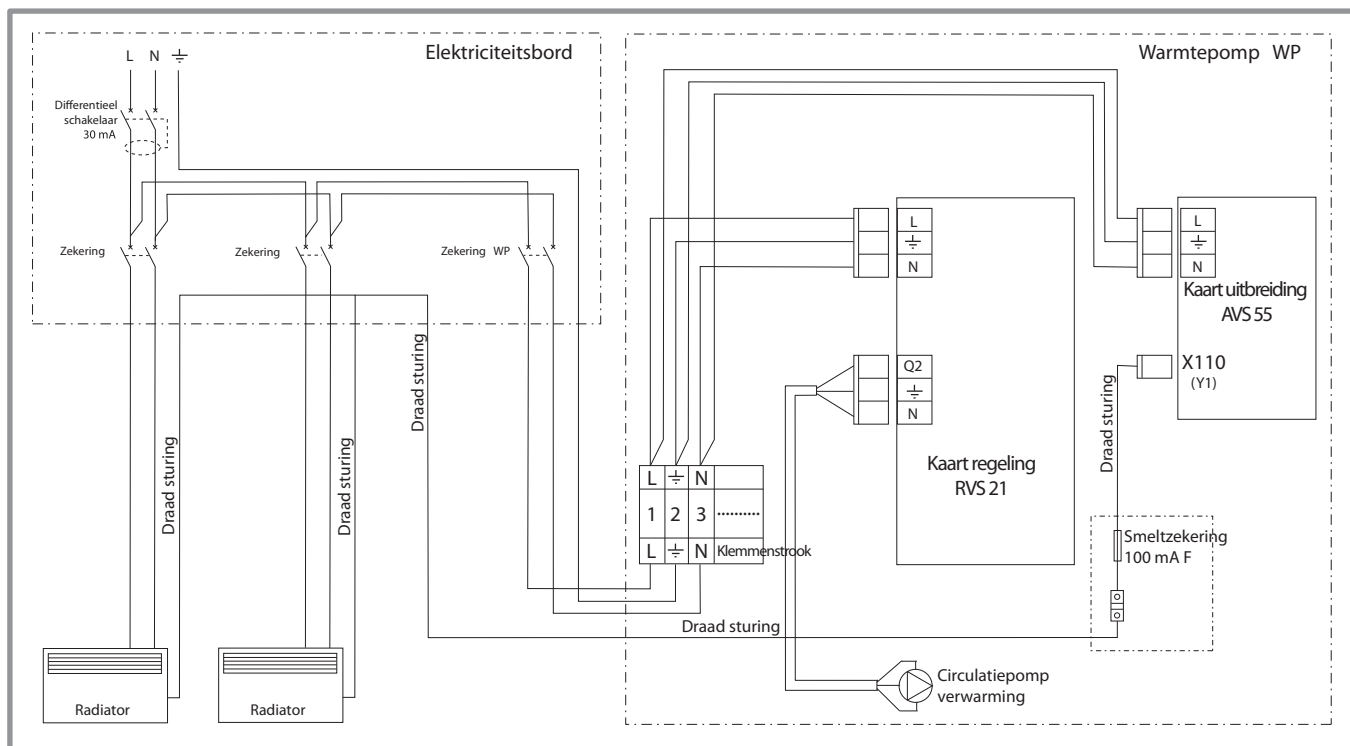 Elektriciteitsbord
Warmtepomp WP
L N
Differentieel
schakelaar
30 mA
Zekering
Zekering
Zekering WP
L
N
L
N
Kaart uitbreiding
AVS 55
X110
(Y1)
Q2
N
Kaart regeling
RVS 21
Draad sturing
Draad sturing
Draad sturing
Draad sturing
L N
1 2 3 ..........
L N Klemmenstrook
Smeltzekering
100 mA F
Draad sturing
Circulatiepomp
verwarming
Radiator
Radiator